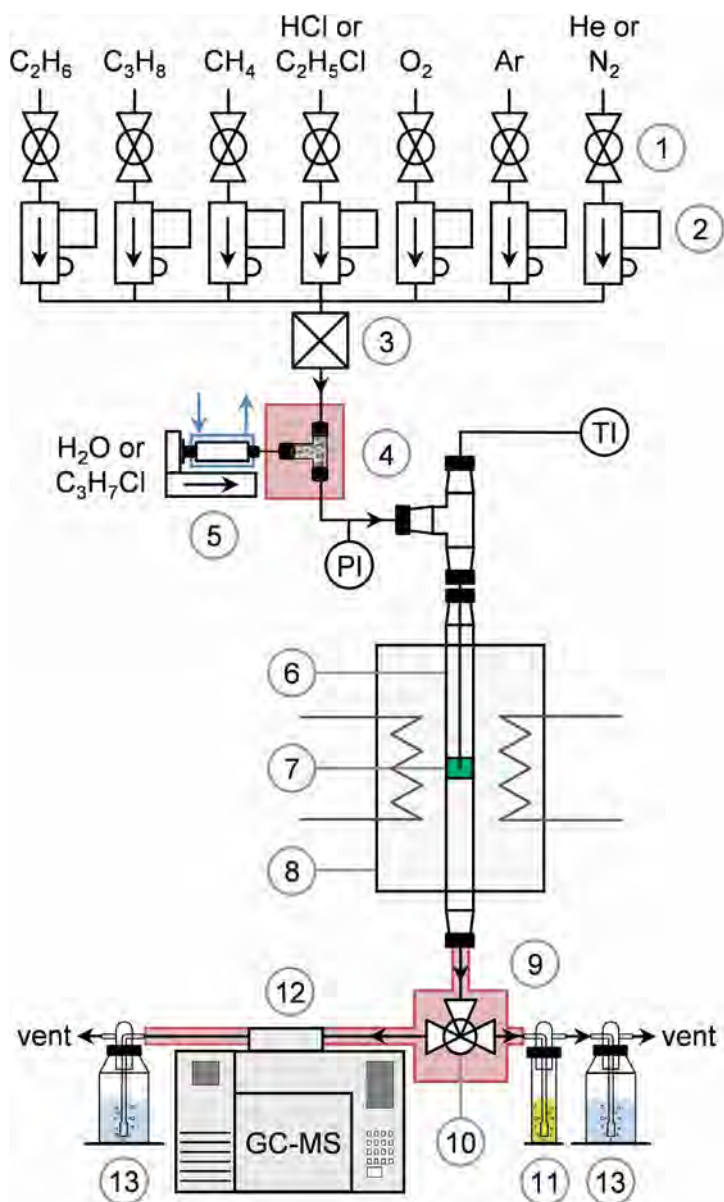 HCl or
He or
C₂H₆ C₃H₈ CH₄ C₂H₅Cl O₂ Ar N₂
1
2
3
4
TI
H₂O or
C₃H₇Cl
5
PI
6
7
8
9
12
vent
vent
GC-MS
13
10
11
13